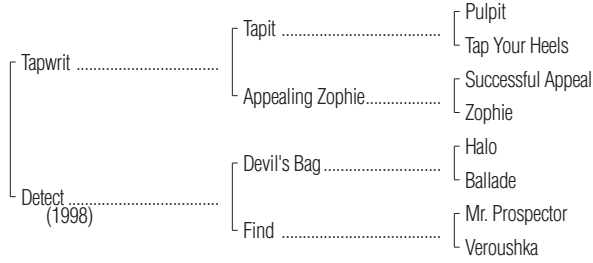 Pulpit
Tapit
Tap Your Heels
Tapwrit
Successful Appeal
Appealing Zophie
Zophie
Halo
Devil's Bag
Ballade
Detect
(1998)
Mr. Prospector
Find
Veroushka